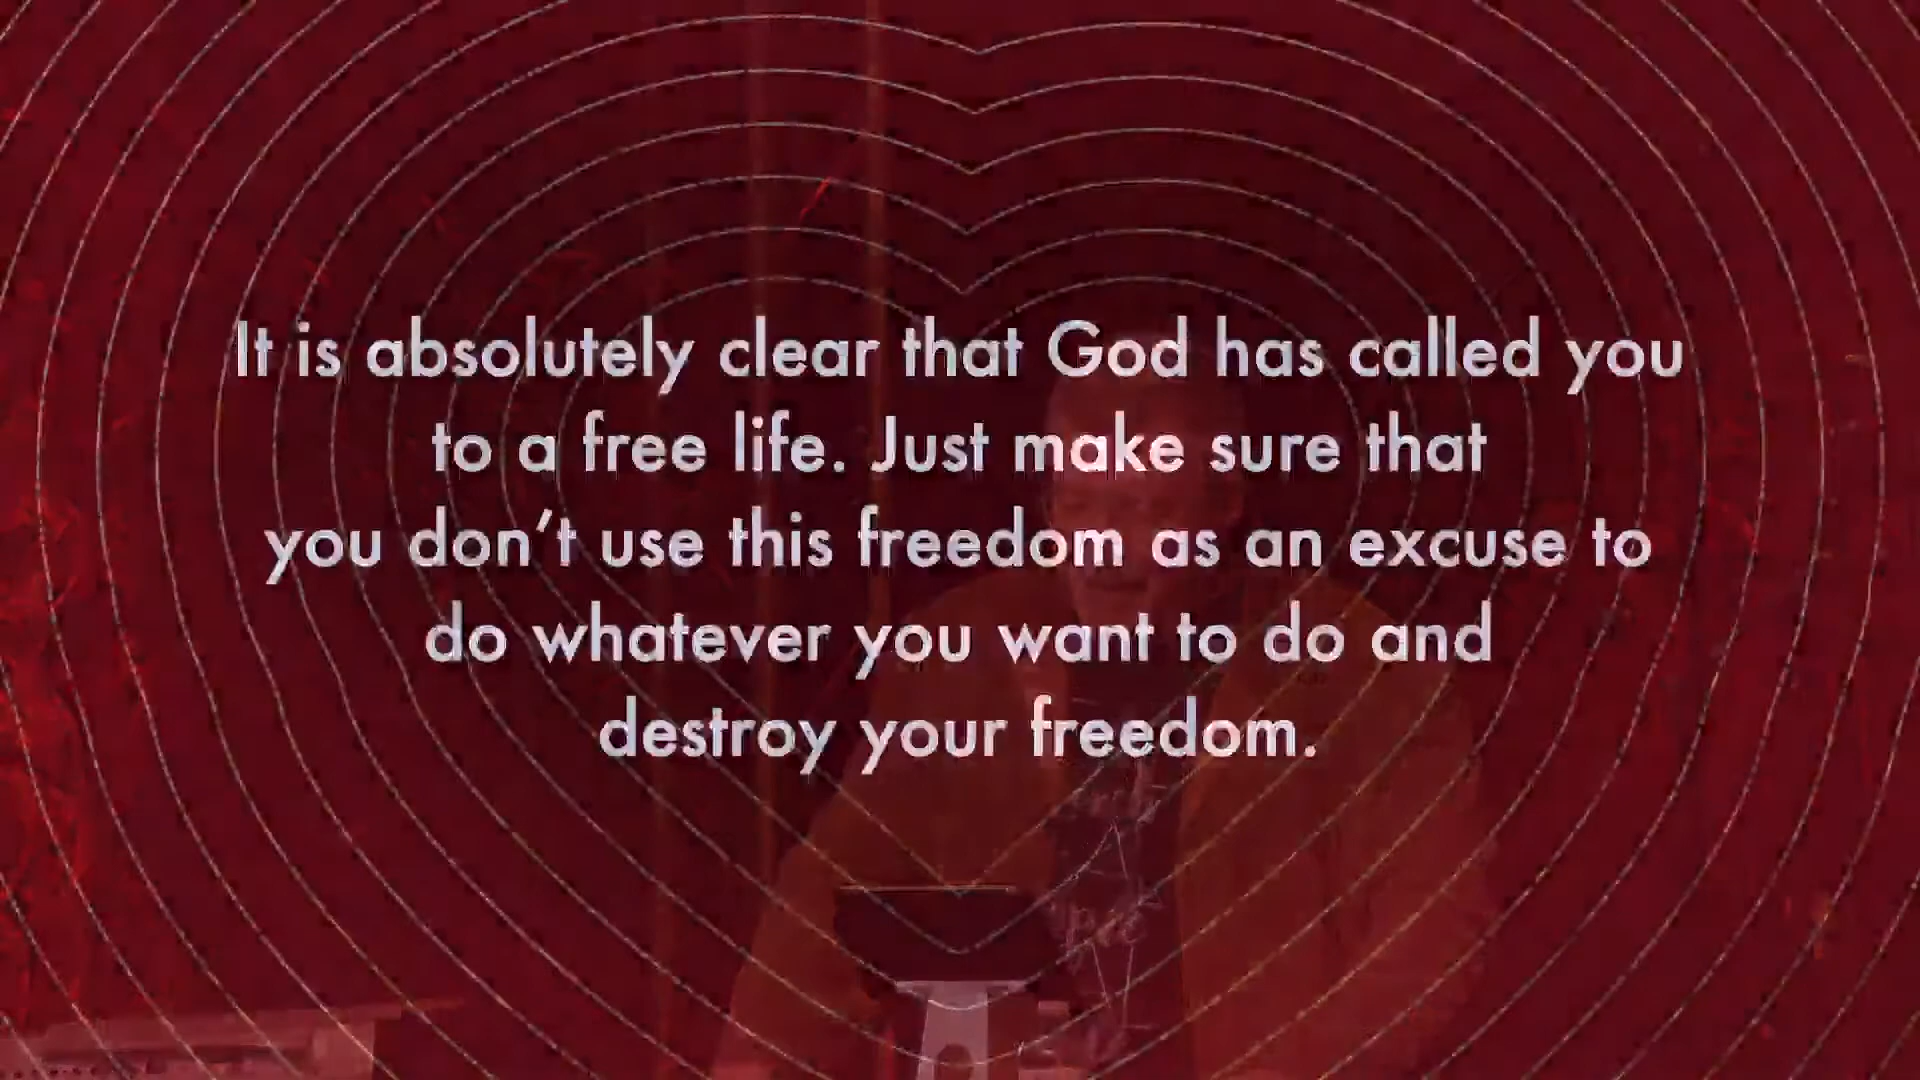 It is absolutely clear that God has called you
to a free life. Just make sure that
you don't use this freedom as an excuse to
do whatever you want to do and
destroy your freedom.